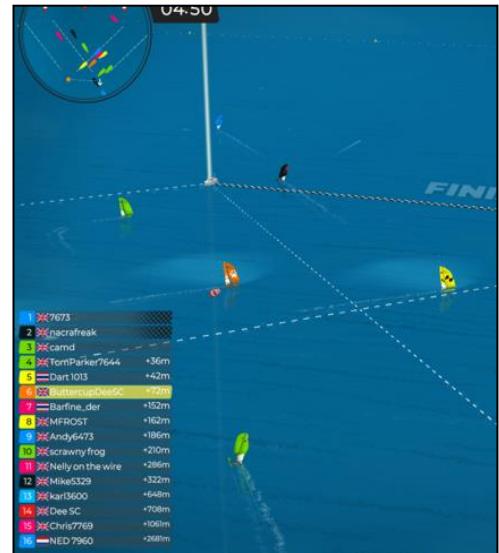 04:50
FINI
1 7673
2 nacrafreak
3 camd
4 TomParker7644 +36m
5 Dart 1013 +42m
6 ButtercupDeeSC +72m
7 Barfine_der +152m
8 MFROST +162m
9 Andy6473 +186m
10 scrawny frog +210m
11 Nelly on the wire +286m
12 Mike5329 +322m
13 karl3600 +648m
14 Dee SC +708m
15 Chris7769 +1061m
16 NED 7960 +2681m